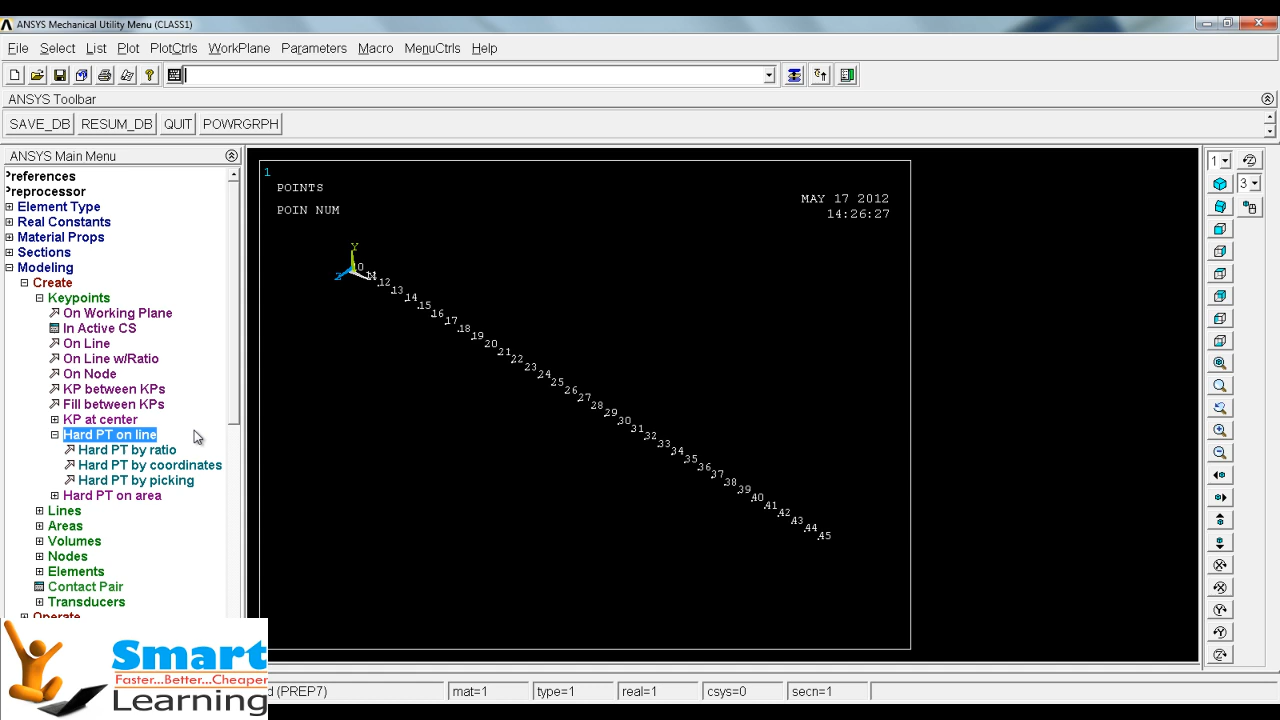 ANSYS Mechanical Utility Menu (CLASS1)
File Select List Plot PlotCtrls WorkPlane Parameters Macro MenuCtrls Help
ANSYS Toolbar
SAVE_DB RESUM_DB QUIT POWRGRPH
ANSYS Main Menu
Preferences
Preprocessor
Element Type
Real Constants
Material Props
Sections
Modeling
Create
Keypoints
On Working Plane
In Active CS
On Line
On Line w/Ratio
On Node
KP between KPs
Fill between KPs
KP at center
Hard PT on line
Hard PT by ratio
Hard PT by coordinates
Hard PT by picking
Hard PT on area
Lines
Areas
Volumes
Nodes
Elements
Contact Pair
Transducers
Operate
1
POINTS
POIN NUM
MAY 17 2012
14:26:27
Y
Z
X
12
13
14
15
16
17
18
19
20
21
22
23
24
25
26
27
28
29
30
31
32
33
34
35
36
37
38
39
40
41
42
43
44
45
1
3
Smart
Faster...Better...Cheaper
Learning
(PREP7) mat=1 type=1 real=1 csys=0 secn=1